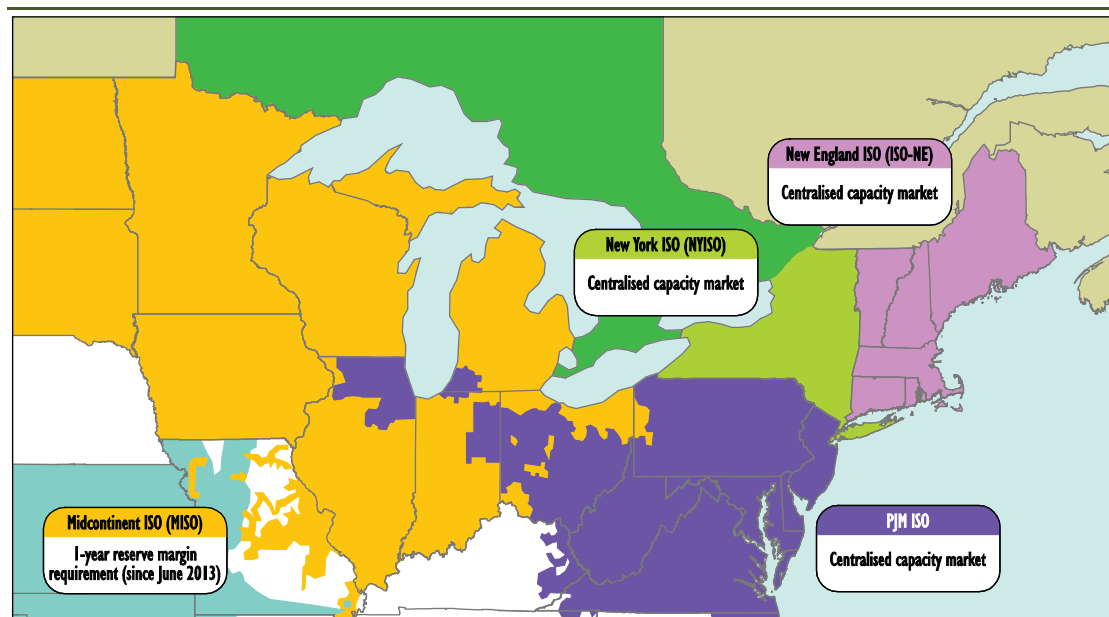 New England ISO (ISO-NE)
Centralised capacity market
New York ISO (NYISO)
Centralised capacity market
Midcontinent ISO (MISO)
1-year reserve margin
requirement (since June 2013)
PJM ISO
Centralised capacity market